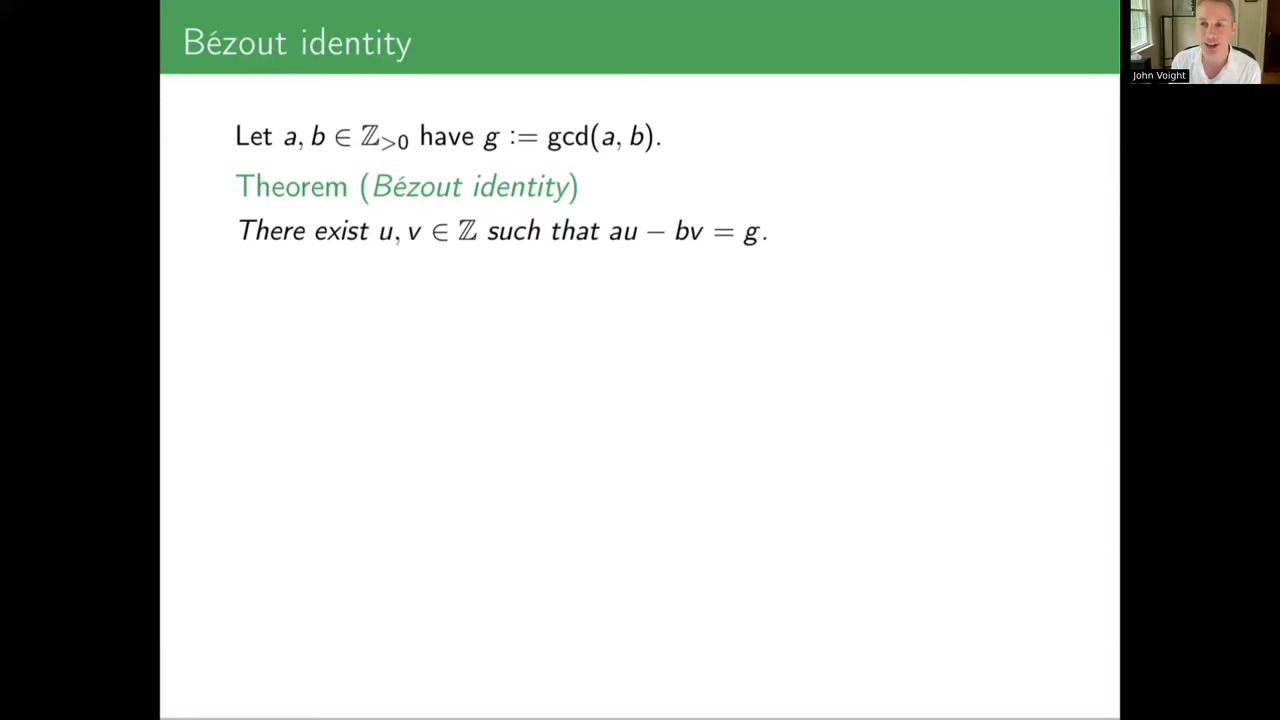 Bézout identity
John Voight
Let a, b ∈ ℤ>0 have g := gcd(a, b).
Theorem (Bézout identity)
There exist u, v ∈ ℤ such that au − bv = g.